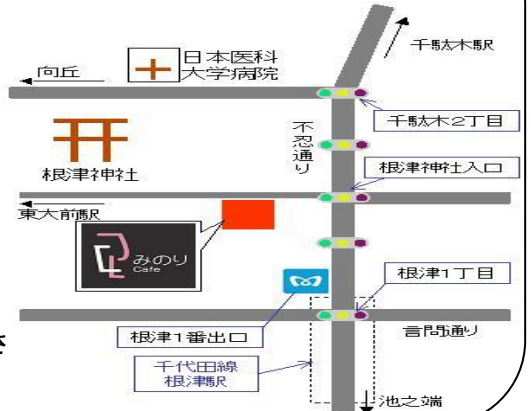 千駄木駅
日本医科
大学病院
向丘
千駄木2丁目
不忍通り
根津神社
根津神社入口
東大前駅
みのり
Cafe
根津1丁目
根津1番出口
言問通り
千代田線
根津駅
池之端